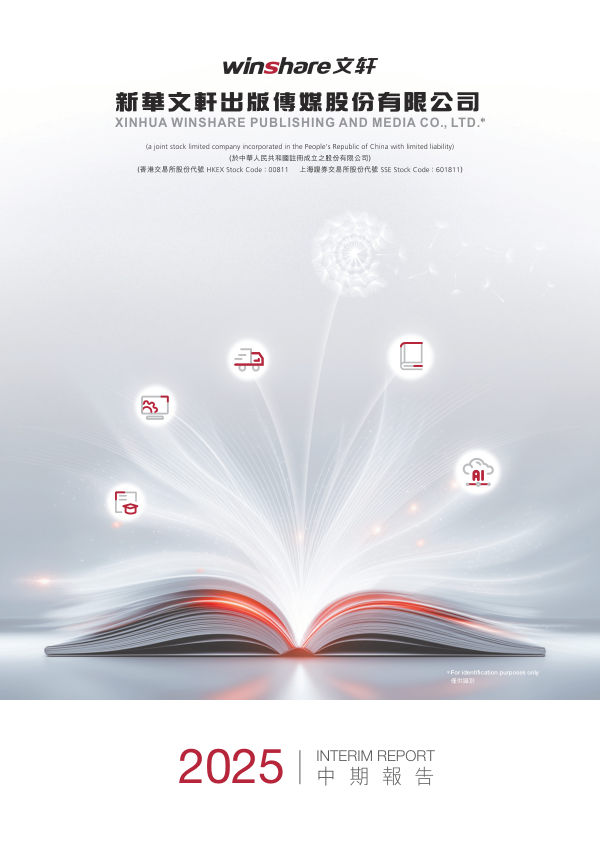 winshare文轩
新華文軒出版傳媒股份有限公司
XINHUA WINSHARE PUBLISHING AND MEDIA CO., LTD.*
(a joint stock limited company incorporated in the People's Republic of China with limited liability)
(於中華人民共和國註冊成立之股份有限公司)
(香港交易所股份代號 HKEX Stock Code : 00811 上海證券交易所股份代號 SSE Stock Code : 601811)
AI
* For identification purposes only
僅供識別
2025 INTERIM REPORT
中期報告